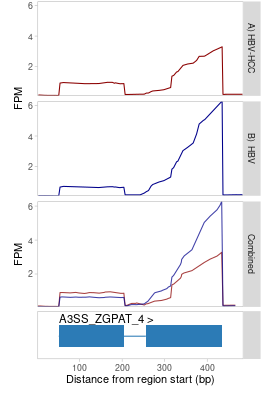 6
4
2
FPM
A) HBV-HCC
6
4
2
B) HBV
6
4
2
FPM
Combined
A3SS_ZGPAT_4 >
100 200 300 400
Distance from region start (bp)